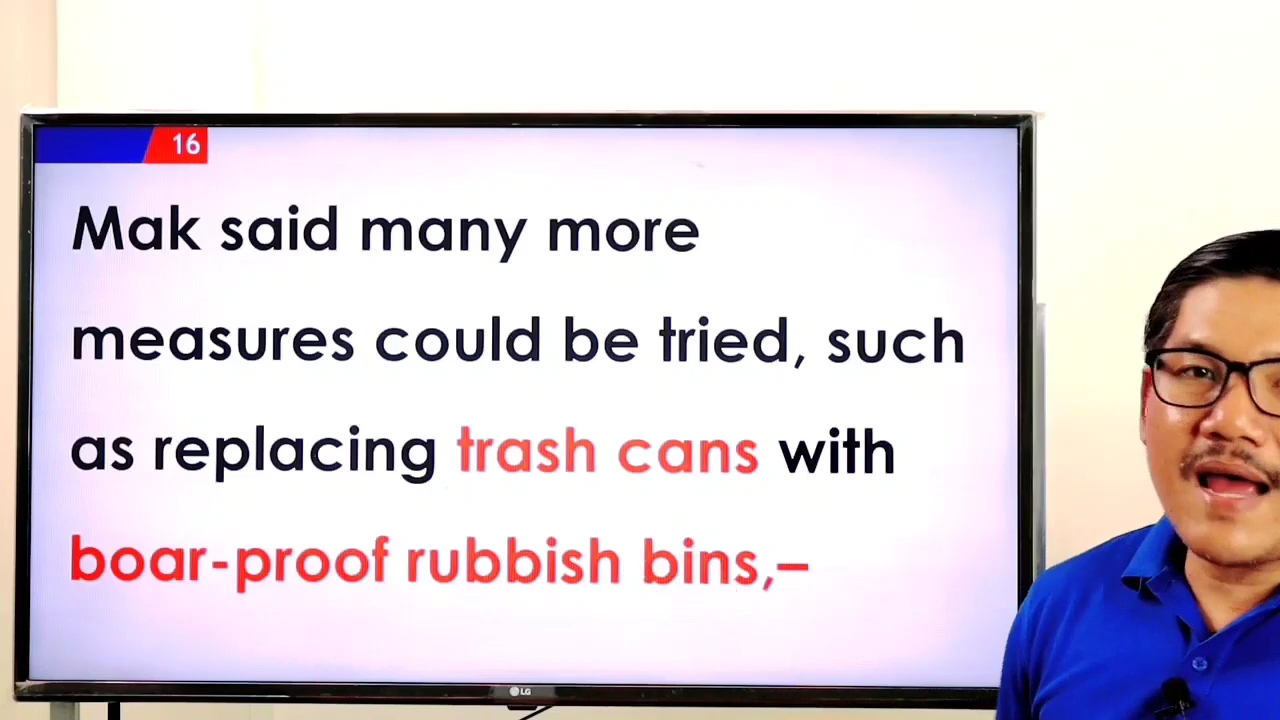 16
Mak said many more
measures could be tried, such
as replacing trash cans with
boar-proof rubbish bins,–
LG